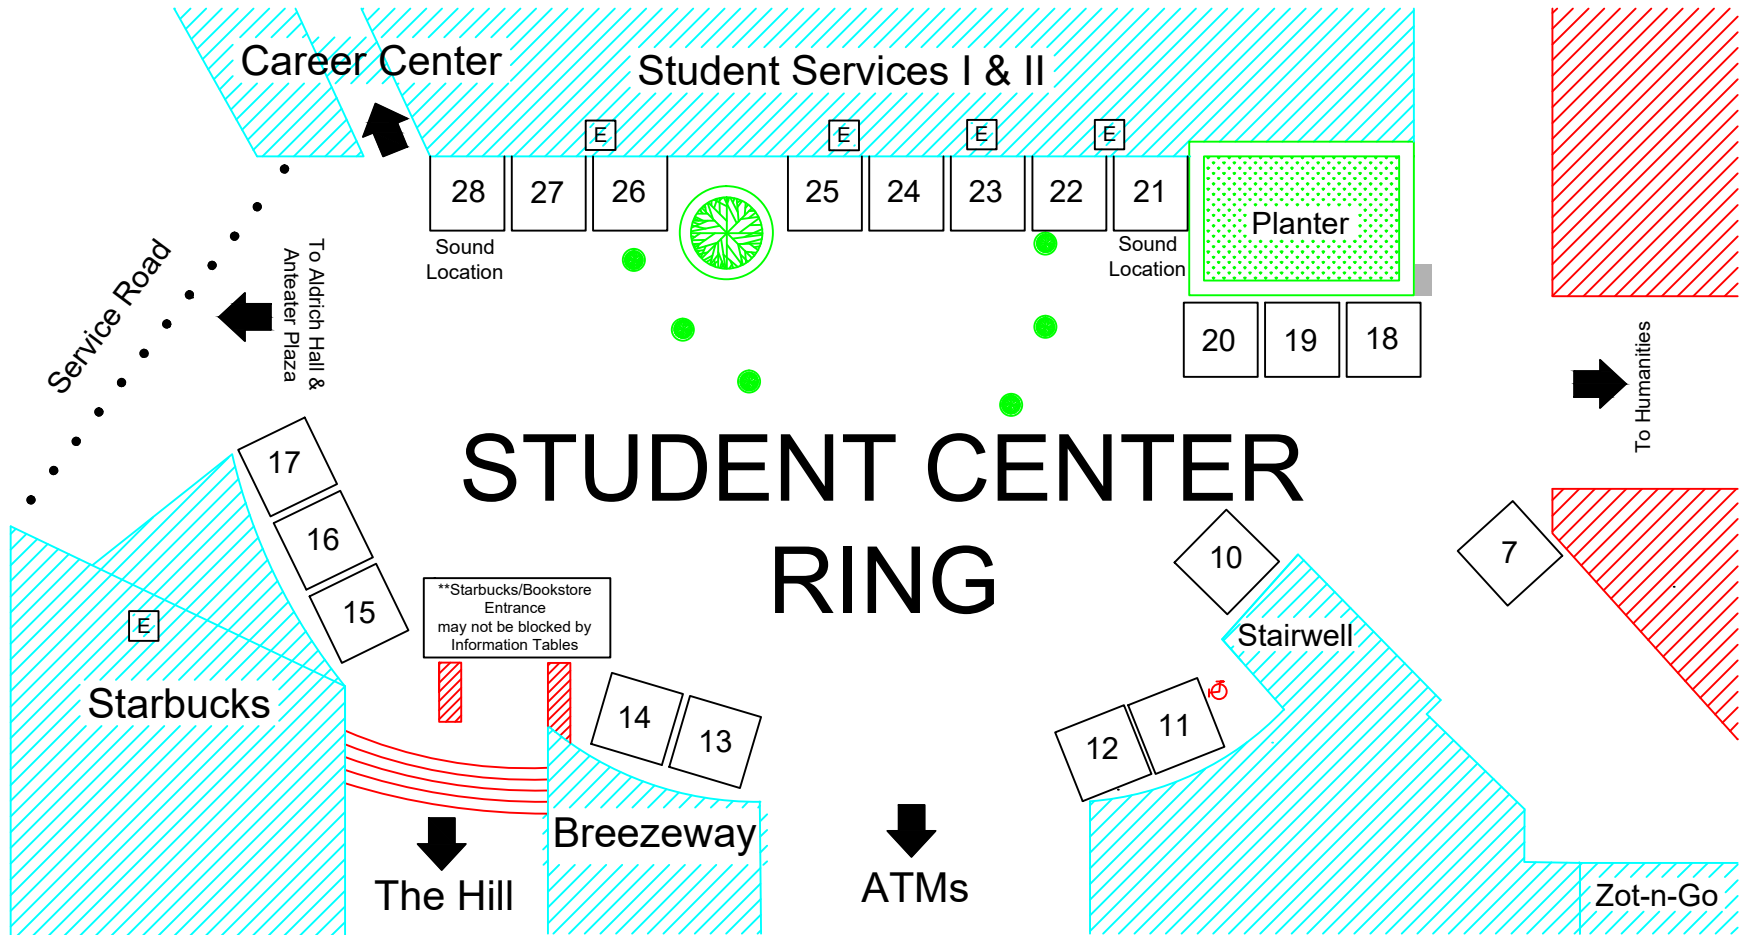 Career Center
Student Services I & II
E
E
E
E
28
27
26
25
24
23
22
21
Planter
Sound
Location
Sound
Location
To Aldrich Hall &
Anteater Plaza
Service Road
20
19
18
To Humanities
STUDENT CENTER
RING
17
16
15
10
7
**Starbucks/Bookstore
Entrance
may not be blocked by
Information Tables
E
Stairwell
Starbucks
14
13
12
11
Breezeway
The Hill
ATMs
Zot-n-Go